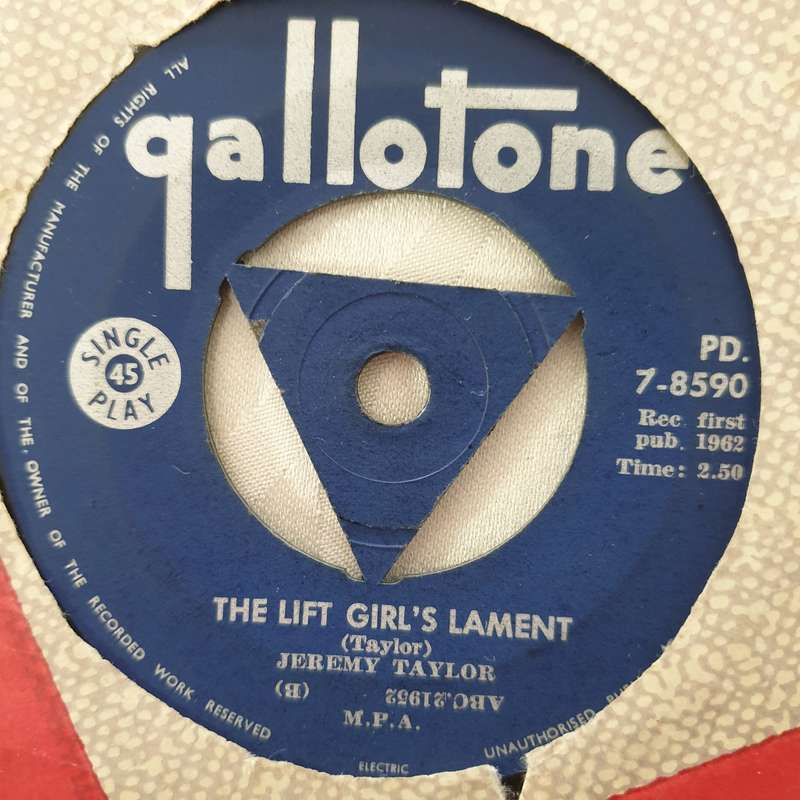 gallotone
ALL RIGHTS OF THE MANUFACTURER AND OF THE OWNER OF THE RECORDED WORK RESERVED
SINGLE
45
PLAY
PD.
7-8590
Rec. first
pub. 1962
Time: 2.50
THE LIFT GIRL'S LAMENT
(Taylor)
JEREMY TAYLOR
(B) ABC.21952
M.P.A.
ELECTRIC
UNAUTHORISED